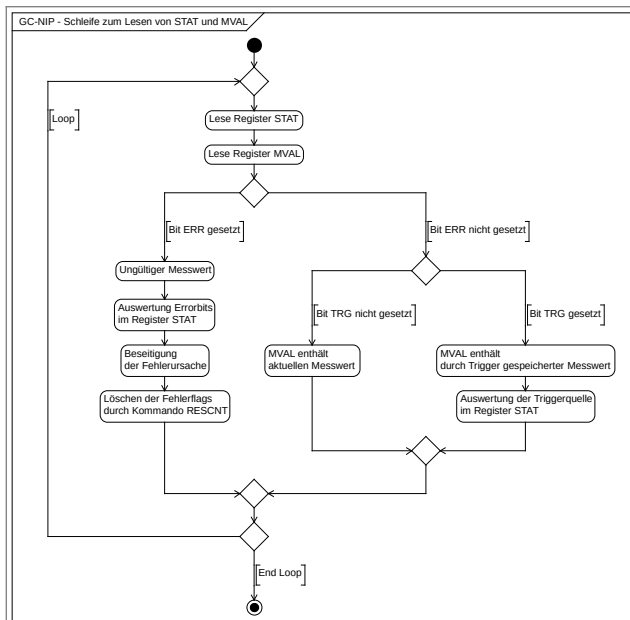 GC-NIP - Schleife zum Lesen von STAT und MVAL
[Loop]
Lese Register STAT
Lese Register MVAL
[Bit ERR gesetzt]
[Bit ERR nicht gesetzt]
Ungültiger Messwert
Auswertung Errorbits
im Register STAT
Beseitigung
der Fehlerursache
Löschen der Fehlerflags
durch Kommando RESCNT
[Bit TRG nicht gesetzt]
[Bit TRG gesetzt]
MVAL enthält
aktuellen Messwert
MVAL enthält
durch Trigger gespeicherter Messwert
Auswertung der Triggerquelle
im Register STAT
[End Loop]